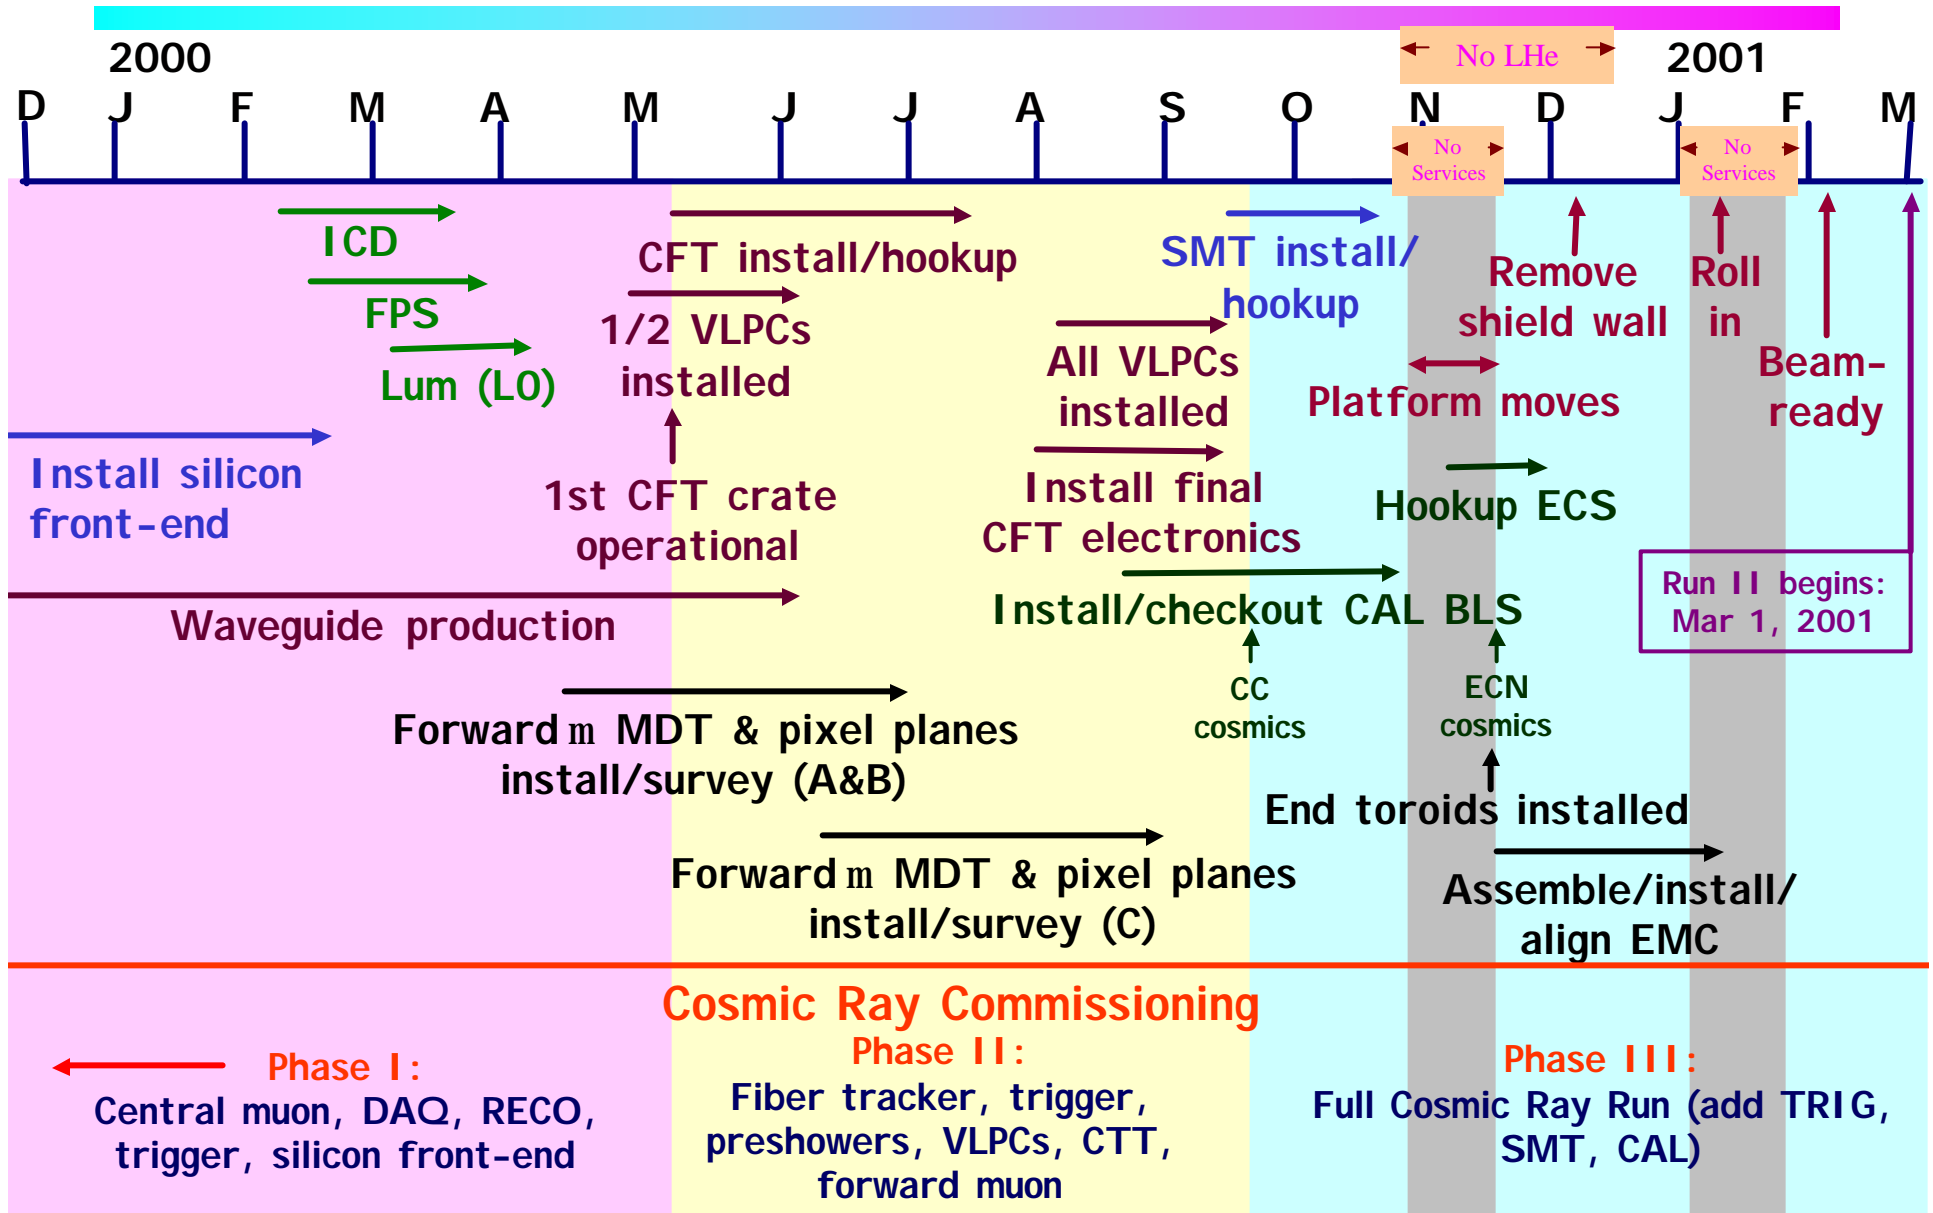 2000
No LHe
2001
D J F M A M J J A S O N D J F M
No
Services
No
Services
ICD
FPS
Lum (L0)
Install silicon
front-end
Waveguide production
CFT install/hookup
1/2 VLPCs
installed
1st CFT crate
operational
SMT install/
hookup
All VLPCs
installed
Install final
CFT electronics
Install/checkout CAL BLS
CC
cosmics
ECN
cosmics
Remove
shield wall
Roll
in
Beam-
ready
Platform moves
Hookup ECS
Run II begins:
Mar 1, 2001
Forward m MDT & pixel planes
install/survey (A&B)
Forward m MDT & pixel planes
install/survey (C)
End toroids installed
Assemble/install/
align EMC
Cosmic Ray Commissioning
Phase I:
Central muon, DAQ, RECO,
trigger, silicon front-end
Phase II:
Fiber tracker, trigger,
preshowers, VLPCs, CTT,
forward muon
Phase III:
Full Cosmic Ray Run (add TRIG,
SMT, CAL)